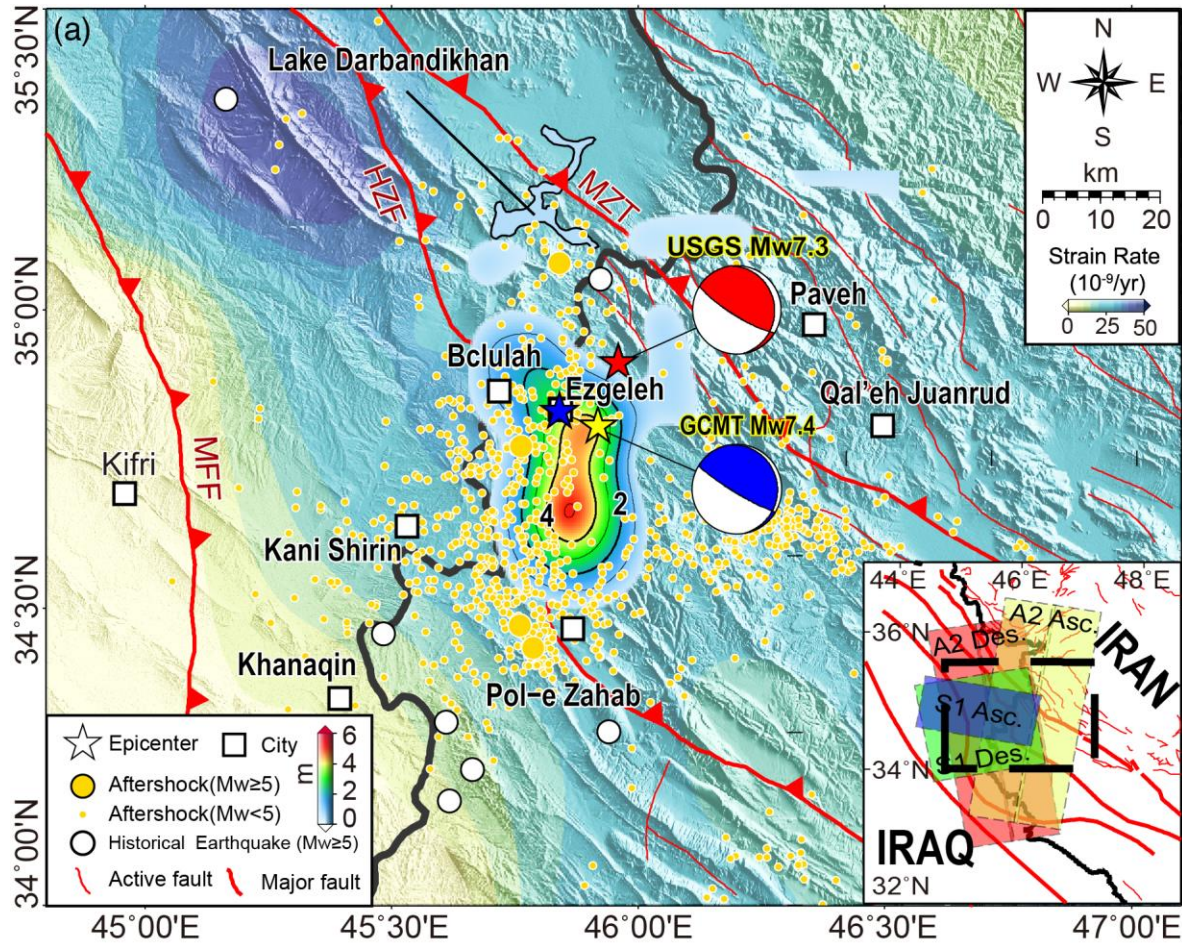 (a)
Lake Darbandikhan
HZF
MZT
MFF
USGS Mw7.3
Paveh
Bclulah
Ezgeleh
Qal'eh Juanrud
GCMT Mw7.4
Kifri
4
2
Kani Shirin
Khanaqin
Pol−e Zahab
N
W E
S
km
0 10 20
Strain Rate
(10⁻⁹/yr)
0 25 50
Epicenter
City
Aftershock(Mw≥5)
Aftershock(Mw<5)
Historical Earthquake (Mw≥5)
Active fault
Major fault
m
6
4
2
0
44°E 46°E 48°E
36°N
34°N
32°N
A2 Des.
A2 Asc.
S1 Asc.
S1 Des.
IRAN
IRAQ
35°30'N
35°00'N
34°30'N
34°00'N
45°00'E 45°30'E 46°00'E 46°30'E 47°00'E